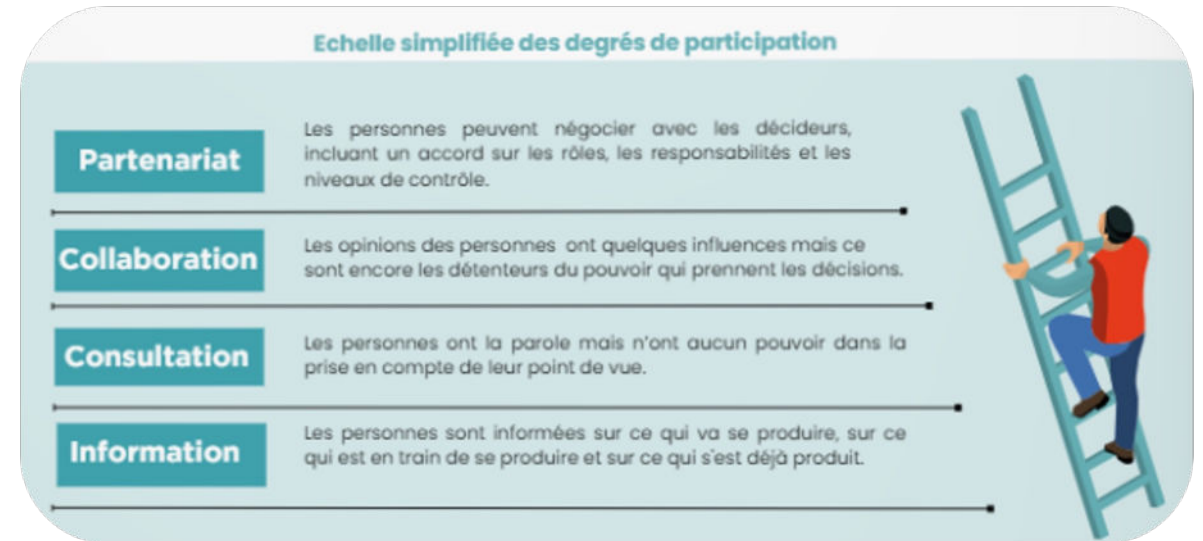 Echelle simplifiée des degrés de participation
Partenariat
Les personnes peuvent négocier avec les décideurs,
incluant un accord sur les rôles, les responsabilités et les
niveaux de contrôle.
Collaboration
Les opinions des personnes ont quelques influences mais ce
sont encore les détenteurs du pouvoir qui prennent les décisions.
Consultation
Les personnes ont la parole mais n'ont aucun pouvoir dans la
prise en compte de leur point de vue.
Information
Les personnes sont informées sur ce qui va se produire, sur ce
qui est en train de se produire et sur ce qui s'est déjà produit.